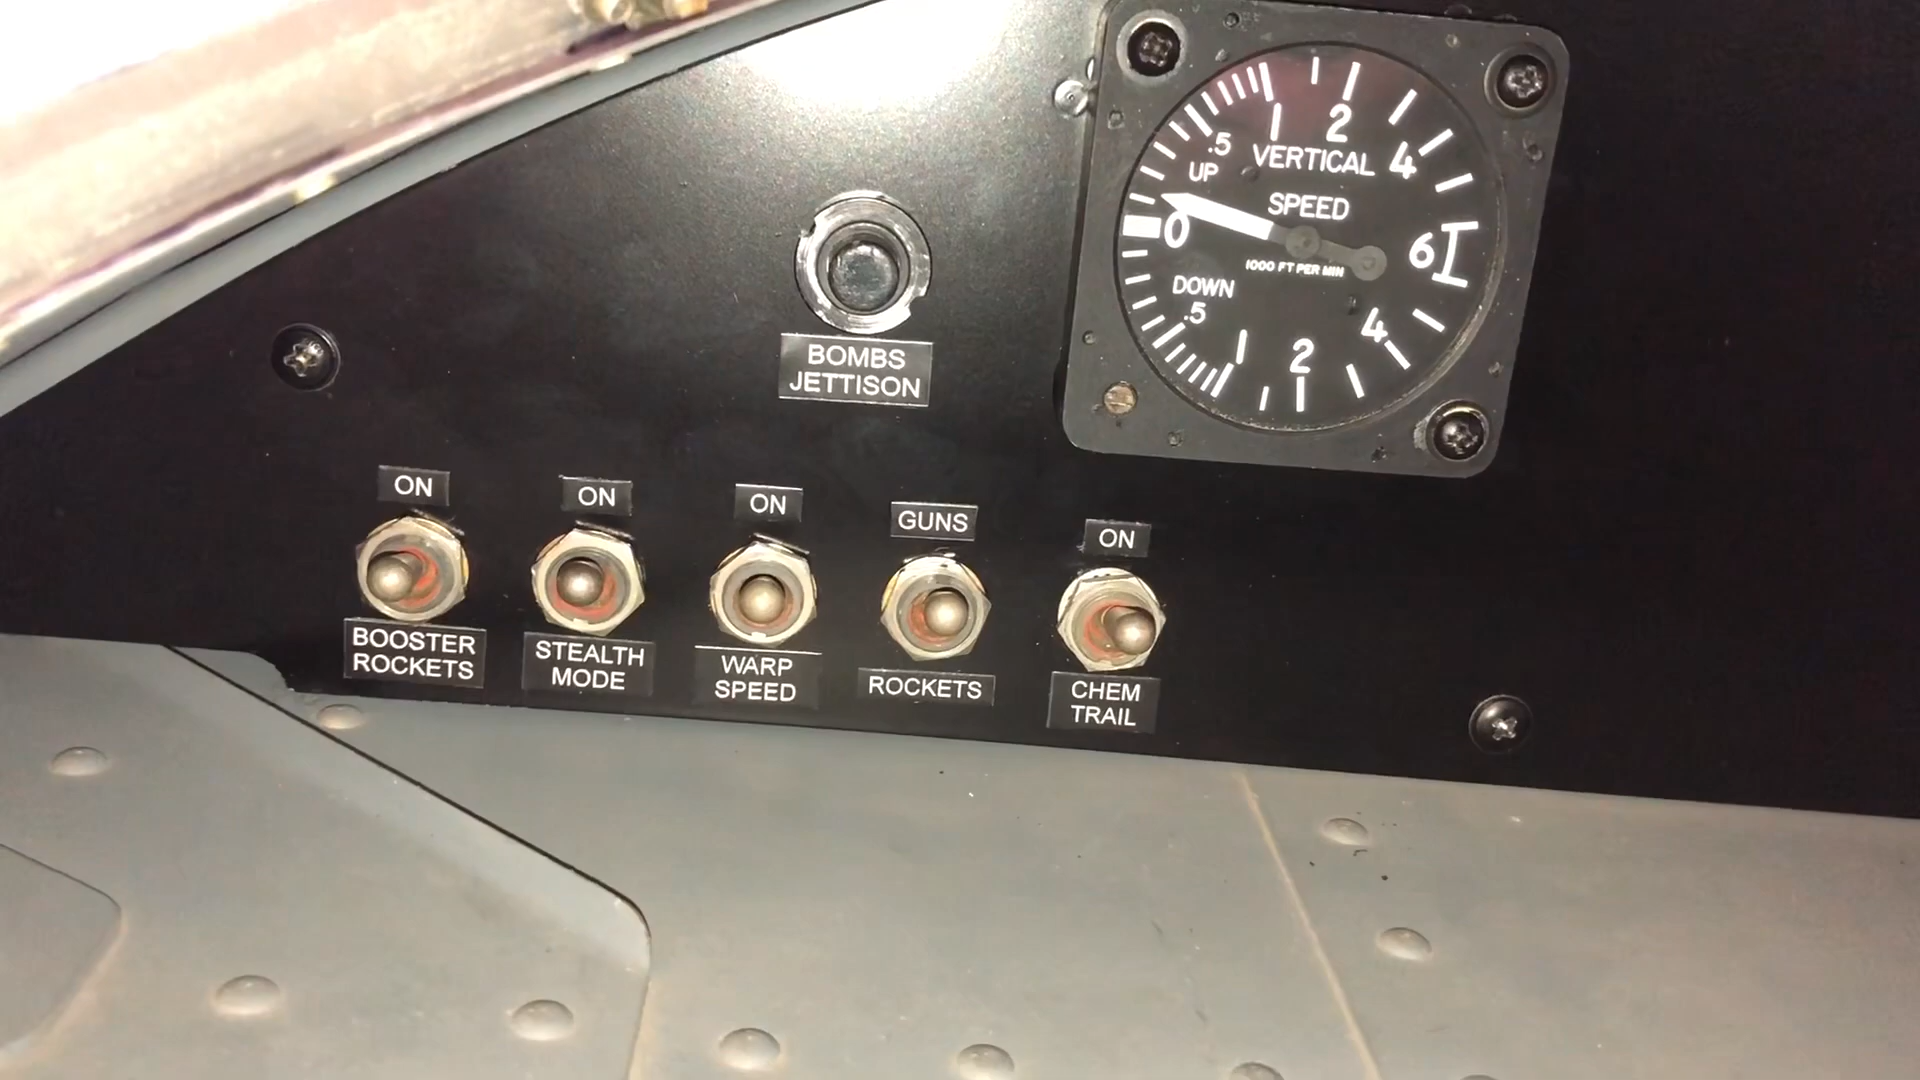 1 2
.5 4
UP VERTICAL
SPEED
0 6
1000 FT PER MIN
DOWN
.5 4
1 2
BOMBS
JETTISON
ON
ON
ON
GUNS
ON
BOOSTER
ROCKETS
STEALTH
MODE
WARP
SPEED
ROCKETS
CHEM
TRAIL